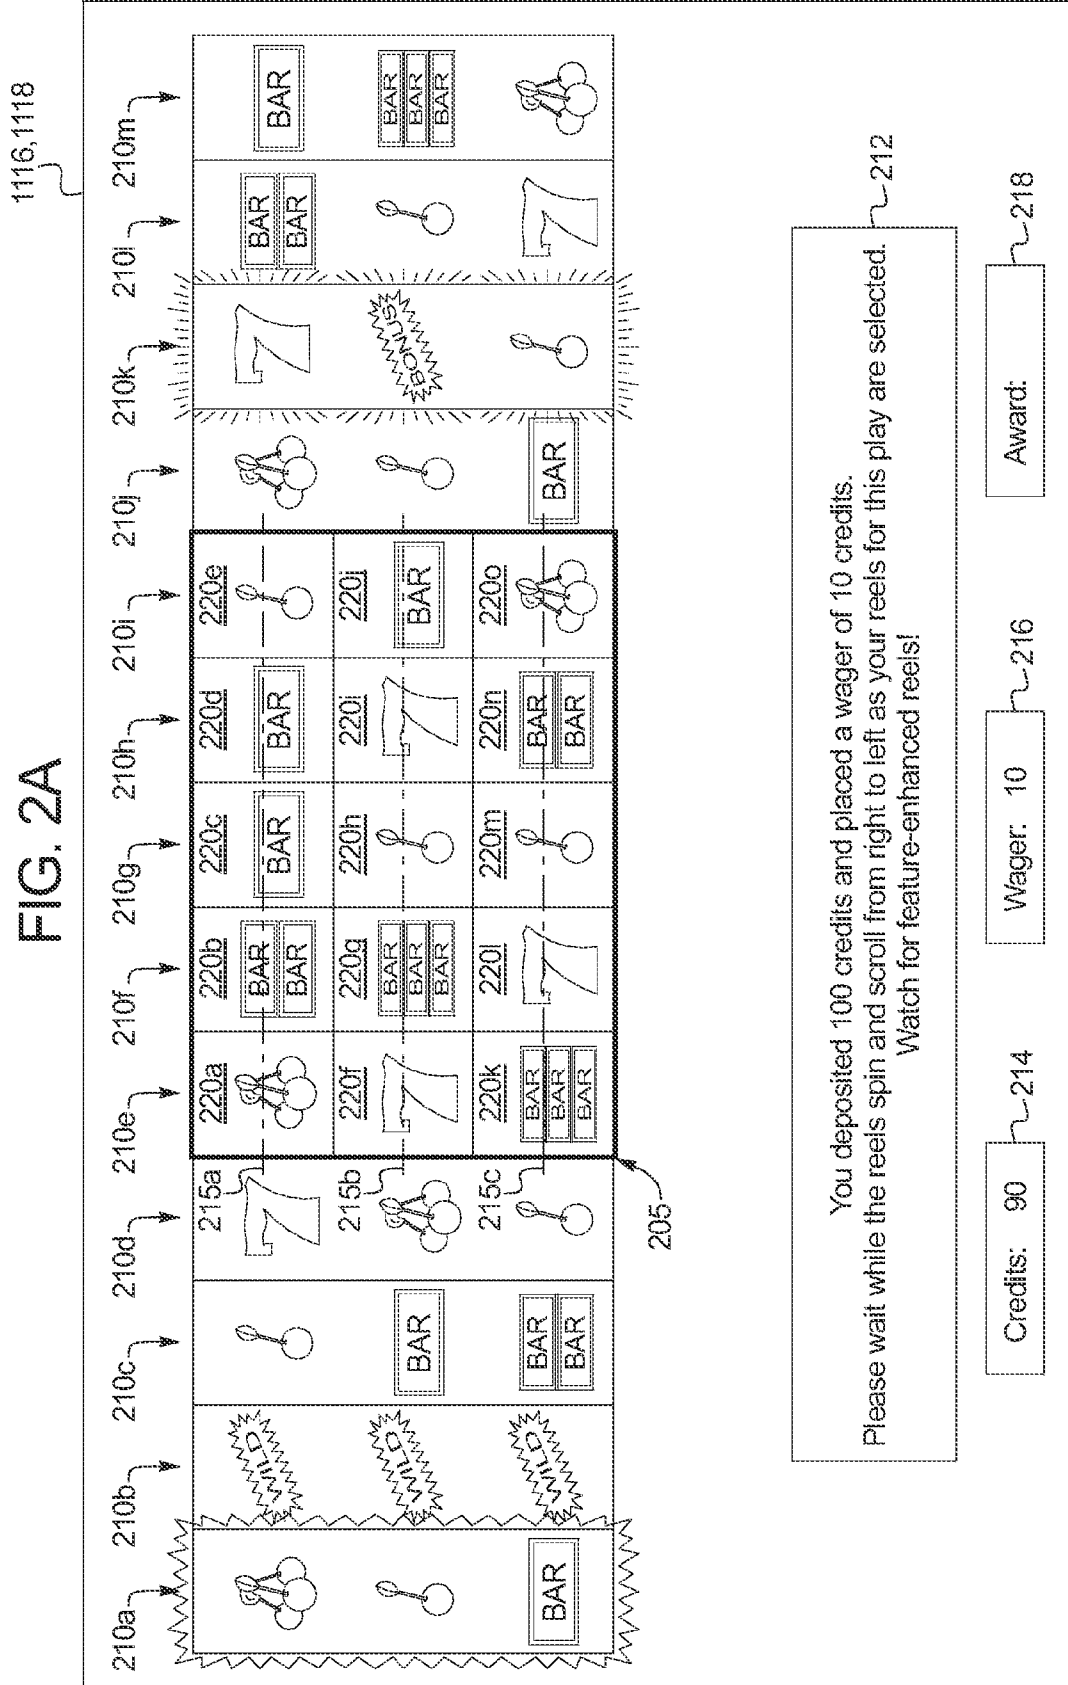 FIG. 2A
1116,1118
210a
210b
210c
210d
210e
210f
210g
210h
210i
210j
210k
210l
210m
215a
220a
220b
BAR
BAR
220c
BAR
220d
BAR
220e
BAR
BAR
BAR
WILD
BAR
215b
220f
220g
BAR
BAR
BAR
220h
220i
220j
BAR
BONUS
BAR
BAR
BAR
WILD
WILD
BAR
BAR
BAR
215c
220k
BAR
BAR
BAR
220l
220m
220n
BAR
BAR
220o
BAR
205
You deposited 100 credits and placed a wager of 10 credits.
Please wait while the reels spin and scroll from right to left as your reels for this play are selected.
Watch for feature-enhanced reels!
212
Credits: 90
214
Wager: 10
216
Award:
218